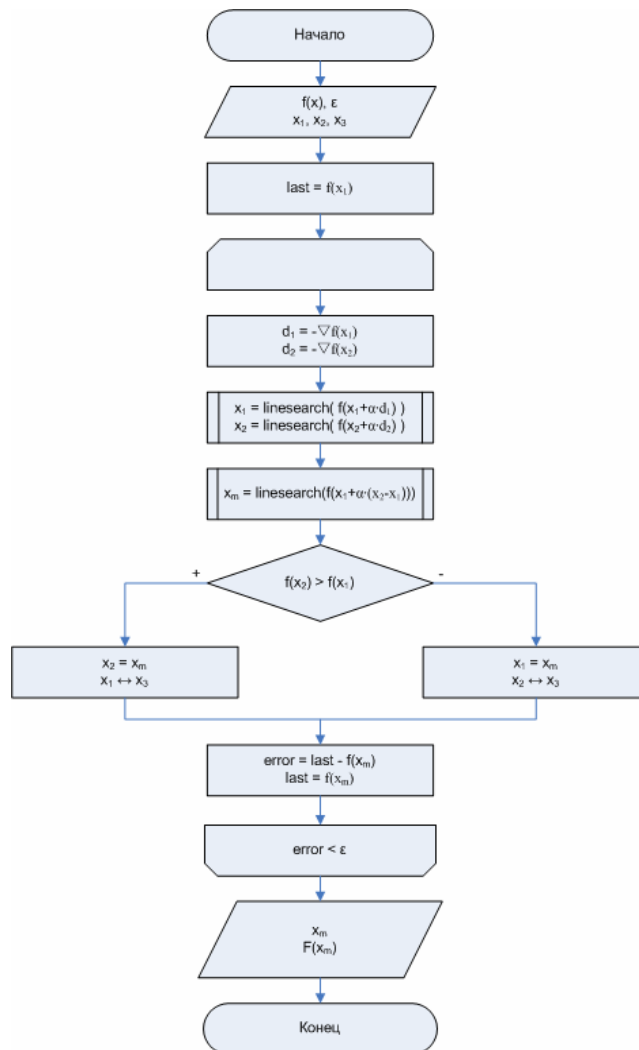 Начало
f(x), ε
x₁, x₂, x₃
last = f(x₁)
d₁ = -▽f(x₁)
d₂ = -▽f(x₂)
x₁ = linesearch( f(x₁+α·d₁) )
x₂ = linesearch( f(x₂+α·d₂) )
xₘ = linesearch(f(x₁+α·(x₂-x₁)))
f(x₂) > f(x₁)
+
-
x₂ = xₘ
x₁ ↔ x₃
x₁ = xₘ
x₂ ↔ x₃
error = last - f(xₘ)
last = f(xₘ)
error < ε
xₘ
F(xₘ)
Конец